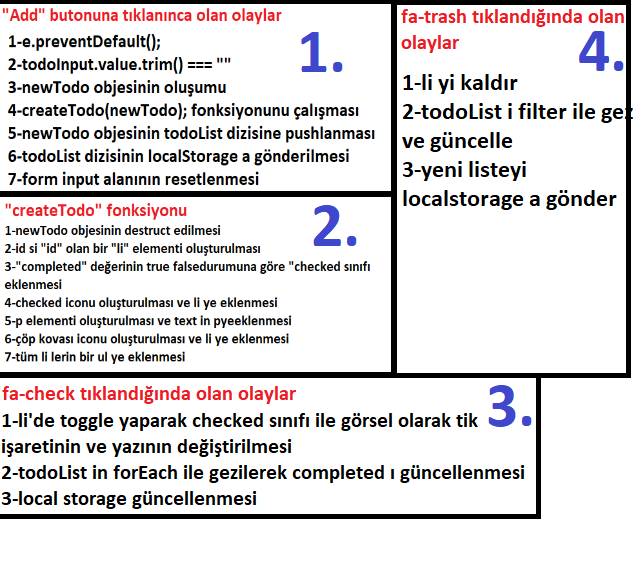 "Add" butonuna tıklanınca olan olaylar
1.
1-e.preventDefault();
2-todoInput.value.trim() === ""
3-newTodo objesinin oluşumu
4-createTodo(newTodo); fonksiyonunu çalışması
5-newTodo objesinin todoList dizisine pushlanması
6-todoList dizisinin localStorage a gönderilmesi
7-form input alanının resetlenmesi
"createTodo" fonksiyonu
2.
1-newTodo objesinin destruct edilmesi
2-id si "id" olan bir "li" elementi oluşturulması
3-"completed" değerinin true falsedurumuna göre "checked sınıfı
eklenmesi
4-checked iconu oluşturulması ve li ye eklenmesi
5-p elementi oluşturulması ve text in pyeeklenmesi
6-çöp kovası iconu oluşturulması ve li ye eklenmesi
7-tüm li lerin bir ul ye eklenmesi
fa-check tıklandığında olan olaylar
3.
1-li'de toggle yaparak checked sınıfı ile görsel olarak tik
işaretinin ve yazının değiştirilmesi
2-todoList in forEach ile gezilerek completed ı güncellenmesi
3-local storage güncellenmesi
fa-trash tıklandığında olan
olaylar
4.
1-li yi kaldır
2-todoList i filter ile gez
ve güncelle
3-yeni listeyi
localstorage a gönder